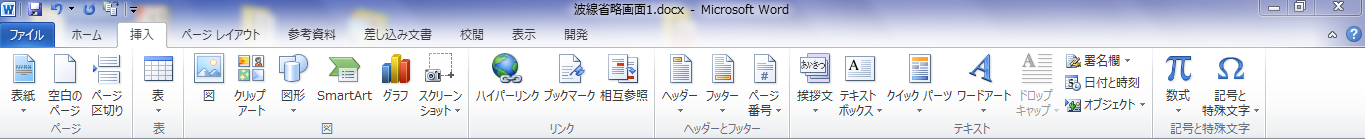 波線省略画面1.docx - Microsoft Word
ファイル ホーム 挿入 ページ レイアウト 参考資料 差し込み文書 校閲 表示 開発
表紙 空白の ページ ページ 区切り
ページ
表
表
図 クリップ アート 図形 SmartArt グラフ スクリーン ショット
図
ハイパーリンク ブックマーク 相互参照
リンク
ヘッダー フッター ページ 番号
ヘッダーとフッター
あいさつ
挨拶文 テキスト ボックス クイック パーツ ワードアート ドロップ キャップ
署名欄
日付と時刻
オブジェクト
テキスト
π Ω
数式 記号と 特殊文字
記号と特殊文字